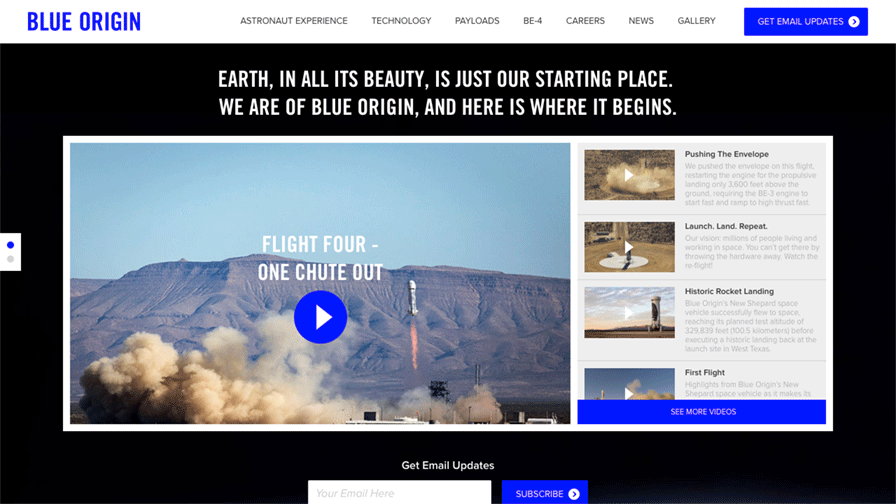 BLUE ORIGIN
ASTRONAUT EXPERIENCE
TECHNOLOGY
PAYLOADS
BE-4
CAREERS
NEWS
GALLERY
GET EMAIL UPDATES
EARTH, IN ALL ITS BEAUTY, IS JUST OUR STARTING PLACE.
WE ARE OF BLUE ORIGIN, AND HERE IS WHERE IT BEGINS.
FLIGHT FOUR -
ONE CHUTE OUT
Pushing The Envelope
We pushed the envelope on this flight,
restarting the engine for the propulsive
landing only 3,600 feet above the
ground, requiring the BE-3 engine to
start fast and ramp to high thrust fast.
Launch. Land. Repeat.
Our vision: millions of people living and
working in space. You can't get there by
throwing the hardware away. Watch the
re-flight!
Historic Rocket Landing
Blue Origin's New Shepard space
vehicle successfully flew to space,
reaching its planned test altitude of
329,839 feet (100.5 kilometers) before
executing a historic landing back at the
launch site in West Texas.
First Flight
Highlights from Blue Origin's New
Shepard space vehicle as it makes its
SEE MORE VIDEOS
Get Email Updates
Your Email Here
SUBSCRIBE